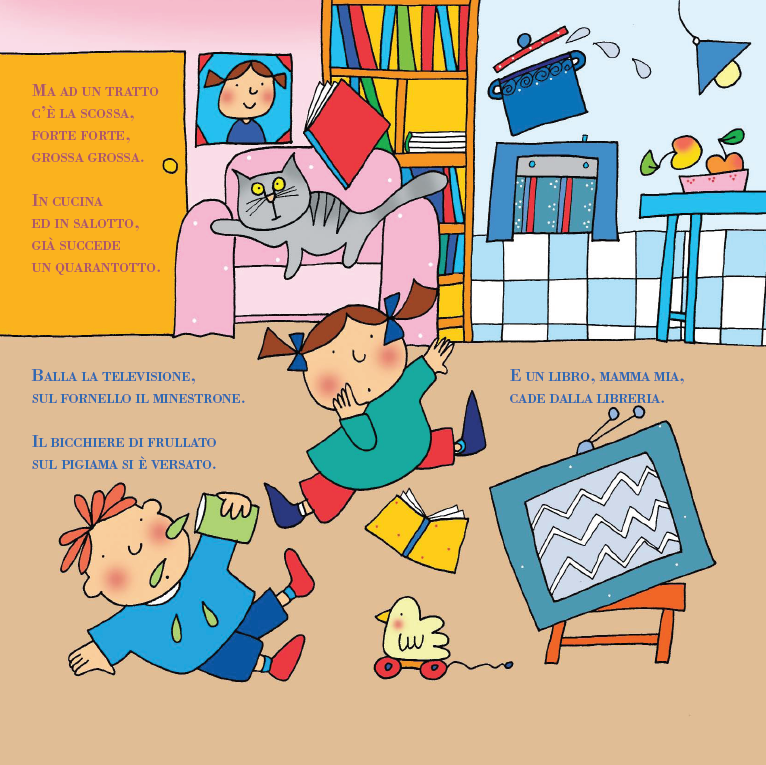 Ma ad un tratto
c'è la scossa,
forte forte,
grossa grossa.
In cucina
ed in salotto,
già succede
un quarantotto.
Balla la televisione,
sul fornello il minestrone.
Il bicchiere di frullato
sul pigiama si è versato.
E un libro, mamma mia,
cade dalla libreria.